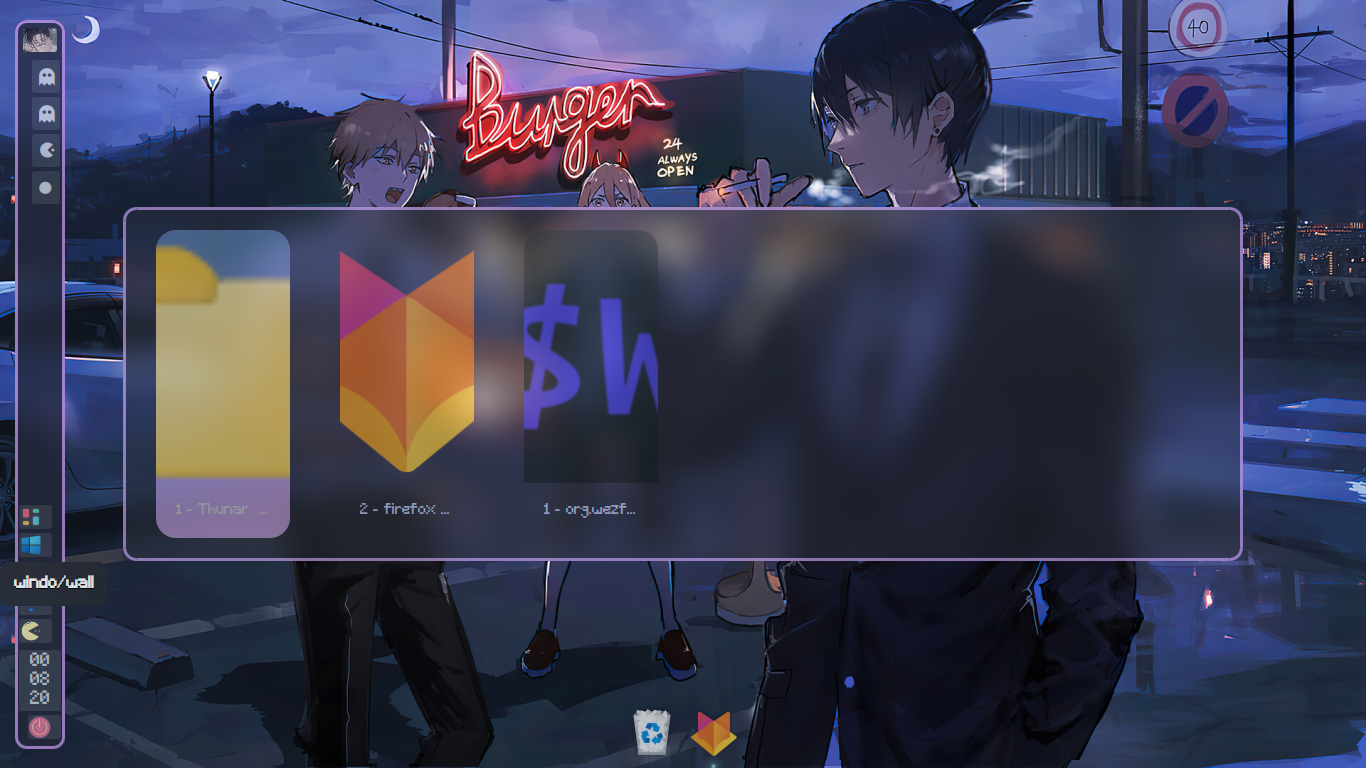 40
Burger
24
ALWAYS
OPEN
$W
1 - Thunar ...
2 - firefox ...
1 - org.wezf...
windo/wall
00
08
20